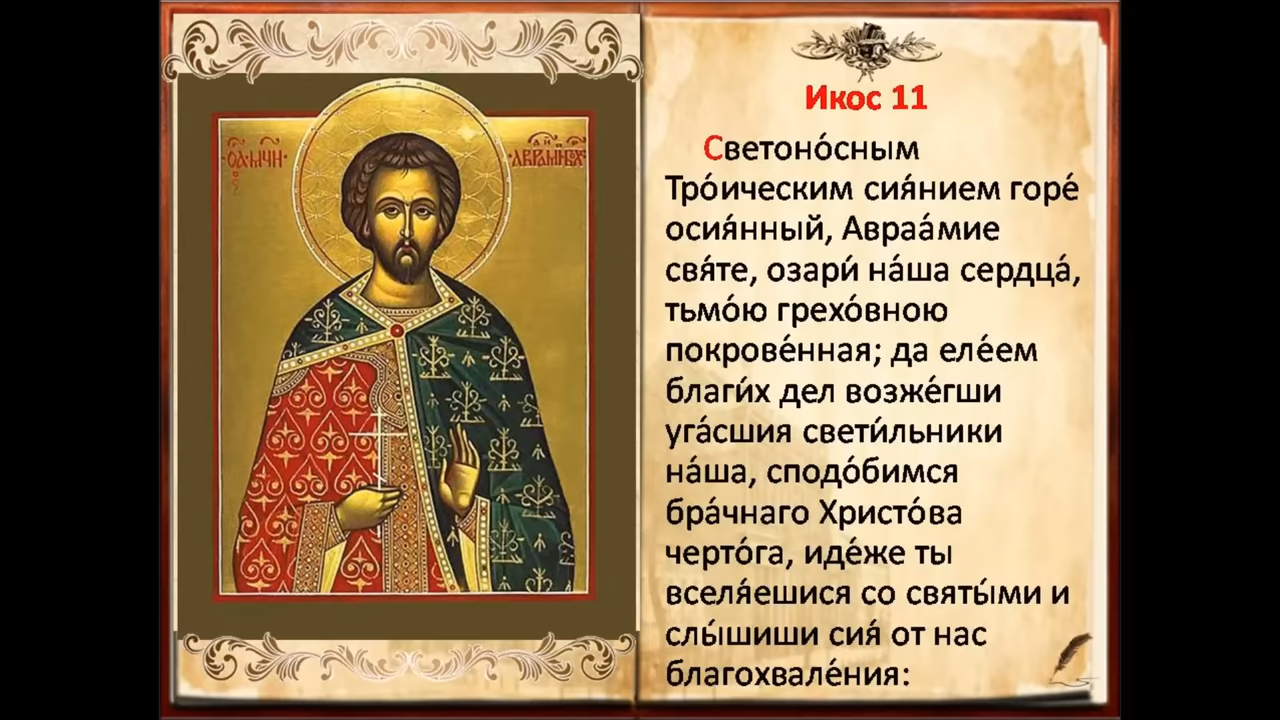 Икос 11
Светоно́сным
Тро́ическим сия́нием горе́
осия́нный, Авраа́мие
свя́те, озари́ на́ша сердца́,
тьмо́ю грехо́вною
покрове́нная; да еле́ем
благи́х дел возже́гши
уга́сшия свети́льники
на́ша, сподо́бимся
бра́чнаго Христо́ва
черто́га, иде́же ты
вселя́ешися со святы́ми и
слы́шиши сия́ от нас
благохвале́ния: